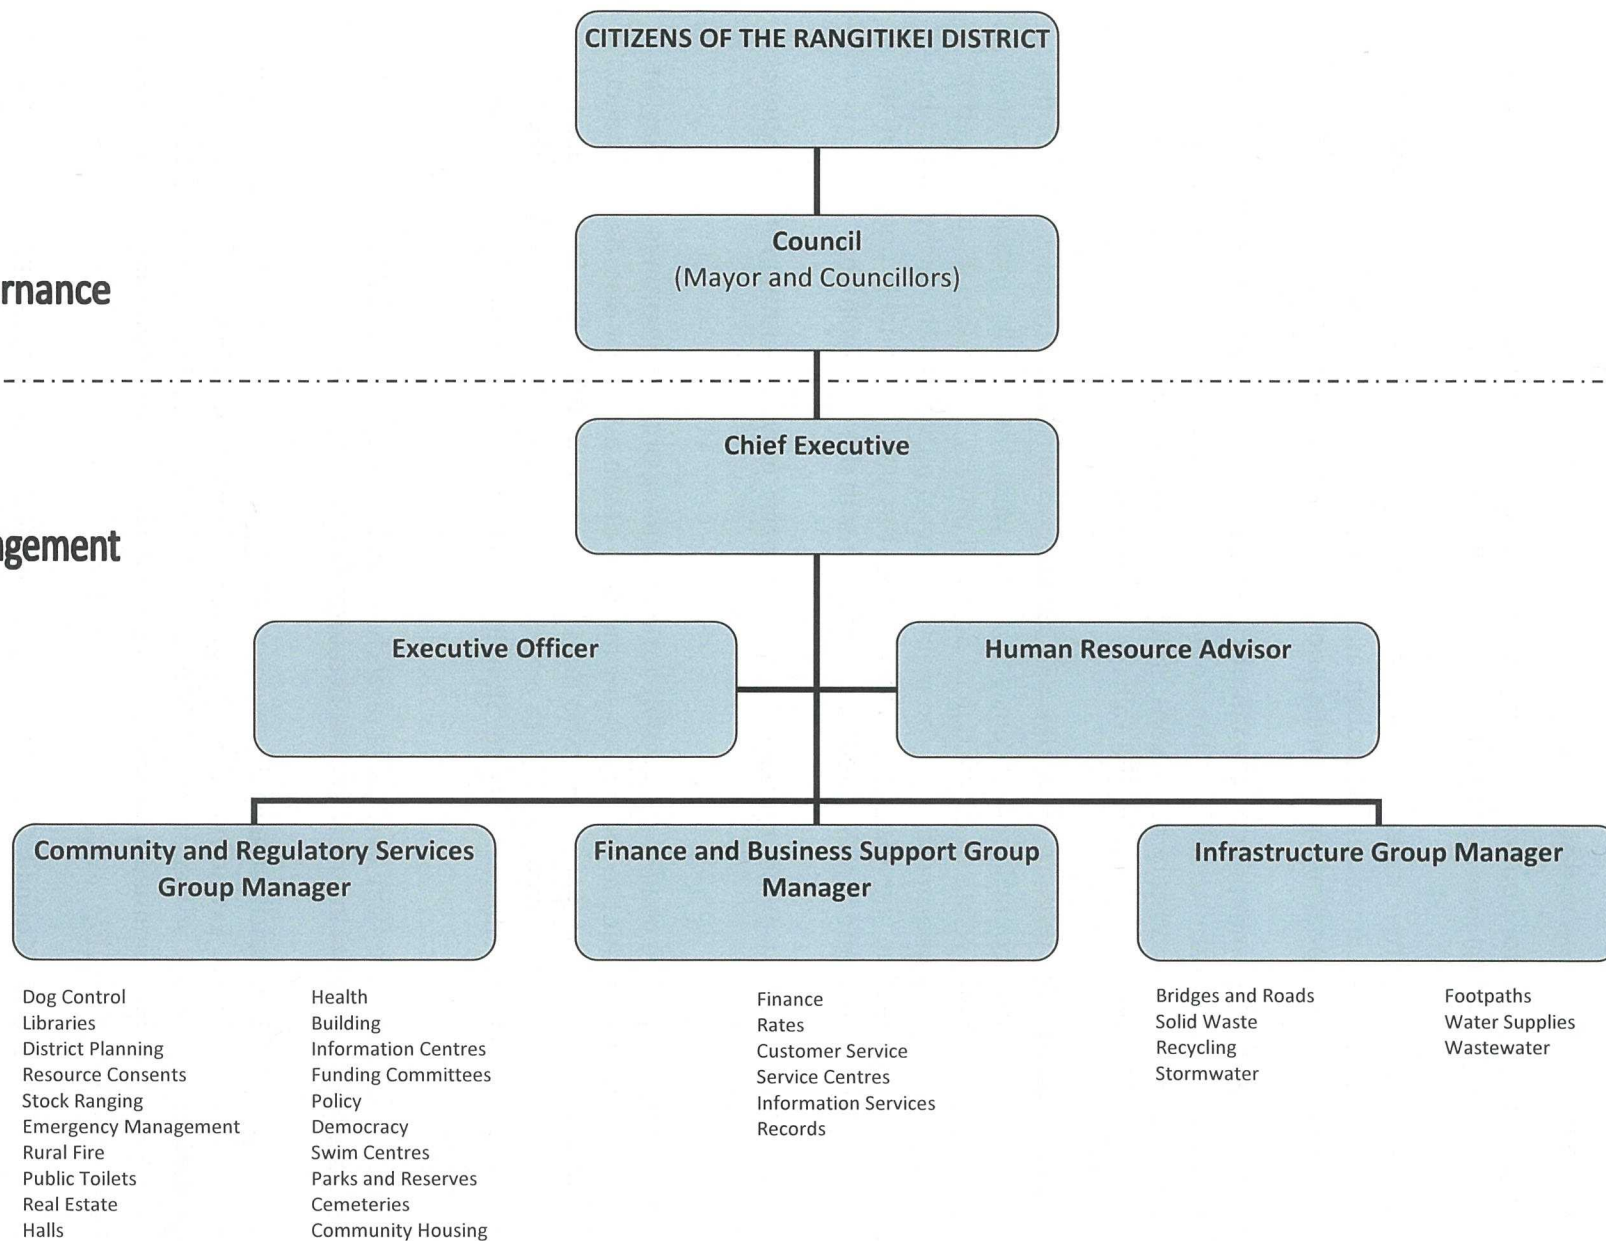 CITIZENS OF THE RANGITIKEI DISTRICT
Council
(Mayor and Councillors)
rnance
Chief Executive
agement
Executive Officer
Human Resource Advisor
Community and Regulatory Services
Group Manager
Finance and Business Support Group
Manager
Infrastructure Group Manager
Dog Control
Libraries
District Planning
Resource Consents
Stock Ranging
Emergency Management
Rural Fire
Public Toilets
Real Estate
Halls
Health
Building
Information Centres
Funding Committees
Policy
Democracy
Swim Centres
Parks and Reserves
Cemeteries
Community Housing
Finance
Rates
Customer Service
Service Centres
Information Services
Records
Bridges and Roads
Solid Waste
Recycling
Stormwater
Footpaths
Water Supplies
Wastewater